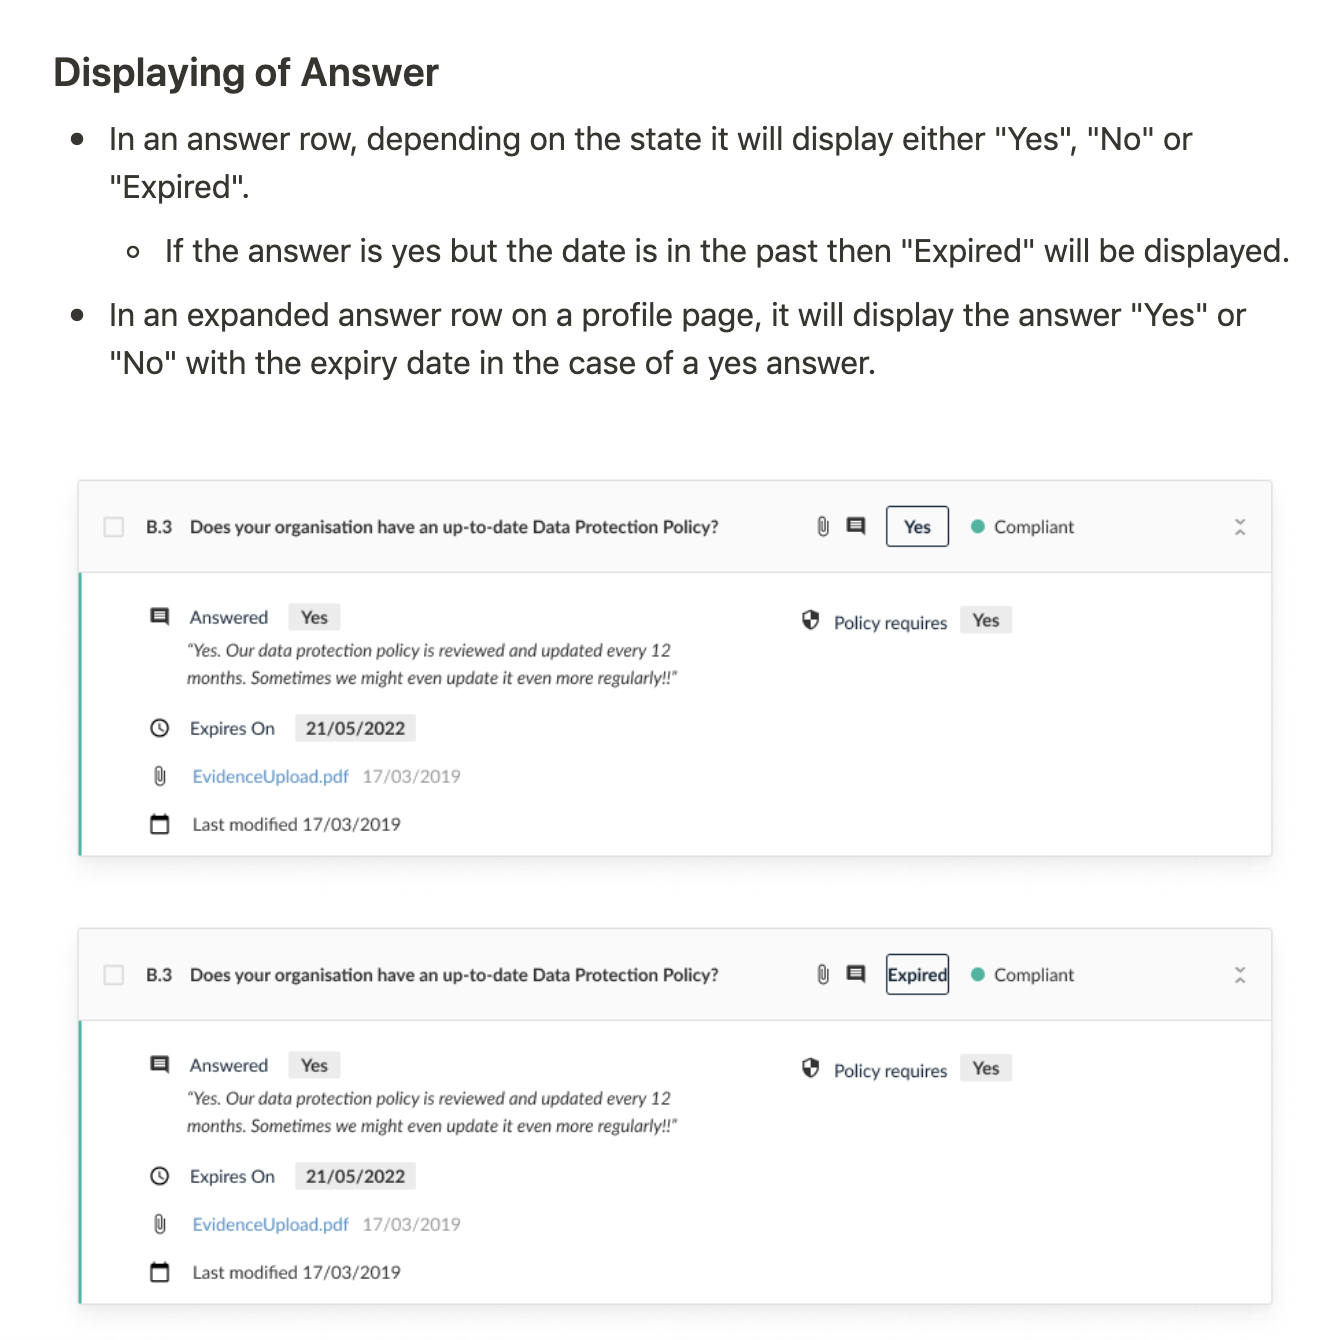 Displaying of Answer
In an answer row, depending on the state it will display either "Yes", "No" or
"Expired".
If the answer is yes but the date is in the past then "Expired" will be displayed.
In an expanded answer row on a profile page, it will display the answer "Yes" or
"No" with the expiry date in the case of a yes answer.
B.3 Does your organisation have an up-to-date Data Protection Policy? Yes Compliant
Answered Yes Policy requires Yes
“Yes. Our data protection policy is reviewed and updated every 12
months. Sometimes we might even update it even more regularly!!”
Expires On 21/05/2022
EvidenceUpload.pdf 17/03/2019
Last modified 17/03/2019
B.3 Does your organisation have an up-to-date Data Protection Policy? Expired Compliant
Answered Yes Policy requires Yes
“Yes. Our data protection policy is reviewed and updated every 12
months. Sometimes we might even update it even more regularly!!”
Expires On 21/05/2022
EvidenceUpload.pdf 17/03/2019
Last modified 17/03/2019